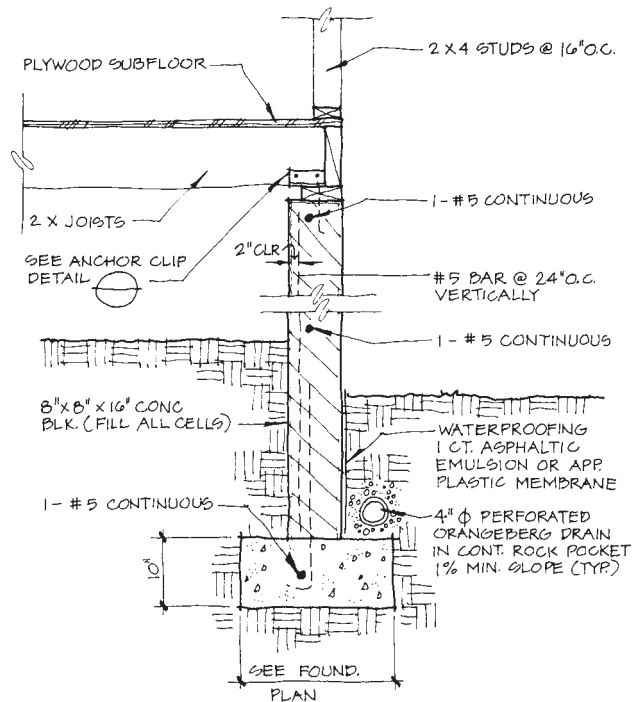 2 X 4 STUDS @ 16" O.C.
PLYWOOD SUBFLOOR
1 - #5 CONTINUOUS
2 X JOISTS
2" CLR.
SEE ANCHOR CLIP
DETAIL
#5 BAR @ 24" O.C.
VERTICALLY
1 - #5 CONTINUOUS
8" X 8" X 16" CONC
BLK. (FILL ALL CELLS)
WATERPROOFING
1 CT. ASPHALTIC
EMULSION OR APP.
PLASTIC MEMBRANE
1 - #5 CONTINUOUS
4" ϕ PERFORATED
ORANGEBERG DRAIN
IN CONT. ROCK POCKET
1% MIN. SLOPE (TYP.)
10"
SEE FOUND.
PLAN